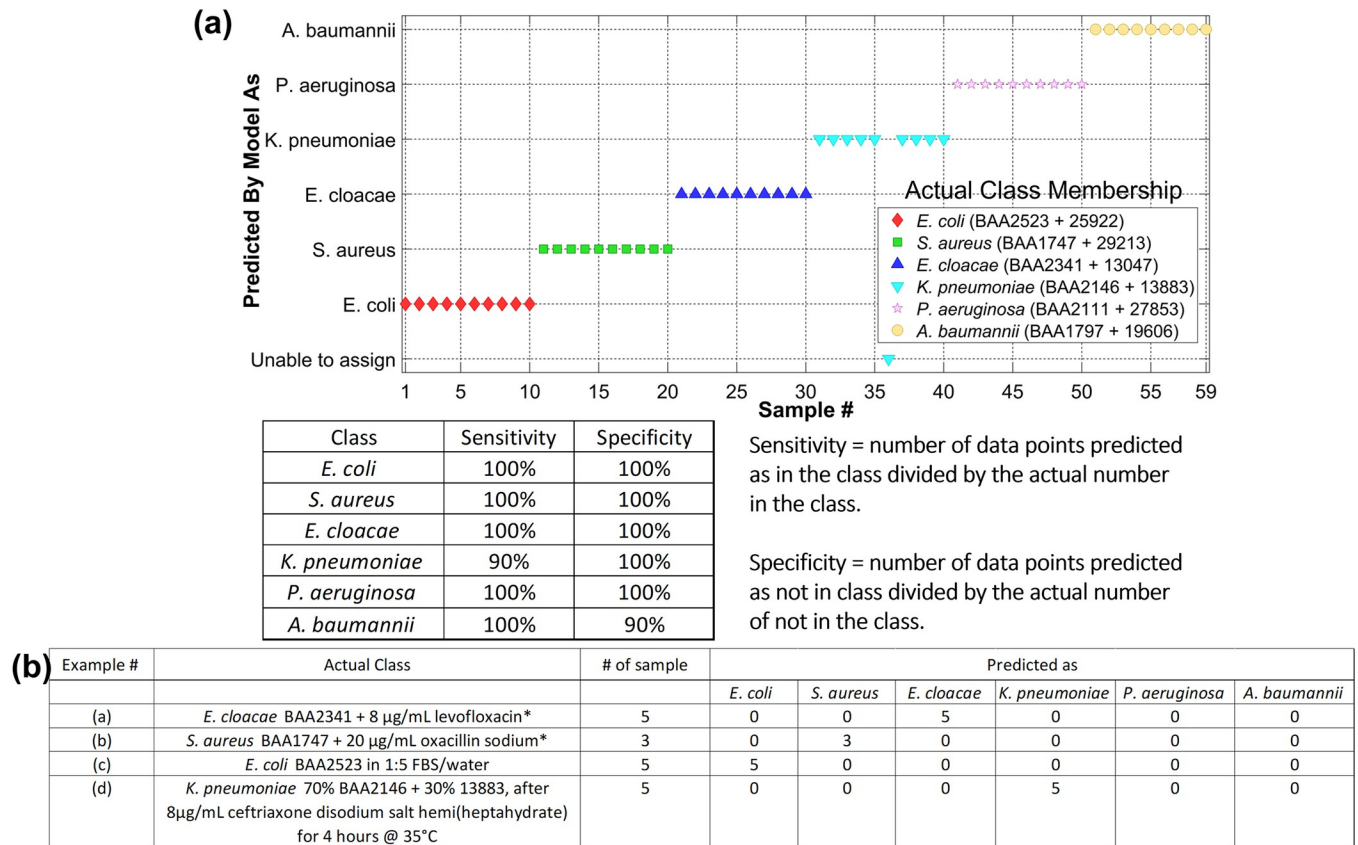 (a)
Predicted By Model As
A. baumannii
P. aeruginosa
K. pneumoniae
E. cloacae
S. aureus
E. coli
Unable to assign
Actual Class Membership
E. coli (BAA2523 + 25922)
S. aureus (BAA1747 + 29213)
E. cloacae (BAA2341 + 13047)
K. pneumoniae (BAA2146 + 13883)
P. aeruginosa (BAA2111 + 27853)
A. baumannii (BAA1797 + 19606)
1 5 10 15 20 25 30 35 40 45 50 55 59
Sample #
Class Sensitivity Specificity
E. coli 100% 100%
S. aureus 100% 100%
E. cloacae 100% 100%
K. pneumoniae 90% 100%
P. aeruginosa 100% 100%
A. baumannii 100% 90%
Sensitivity = number of data points predicted
as in the class divided by the actual number
in the class.
Specificity = number of data points predicted
as not in class divided by the actual number
of not in the class.
(b)
Example # Actual Class # of sample Predicted as
E. coli S. aureus E. cloacae K. pneumoniae P. aeruginosa A. baumannii
(a) E. cloacae BAA2341 + 8 µg/mL levofloxacin* 5 0 0 5 0 0 0
(b) S. aureus BAA1747 + 20 µg/mL oxacillin sodium* 3 0 3 0 0 0 0
(c) E. coli BAA2523 in 1:5 FBS/water 5 5 0 0 0 0 0
(d) K. pneumoniae 70% BAA2146 + 30% 13883, after 5 0 0 0 5 0 0
8µg/mL ceftriaxone disodium salt hemi(heptahydrate)
for 4 hours @ 35°C